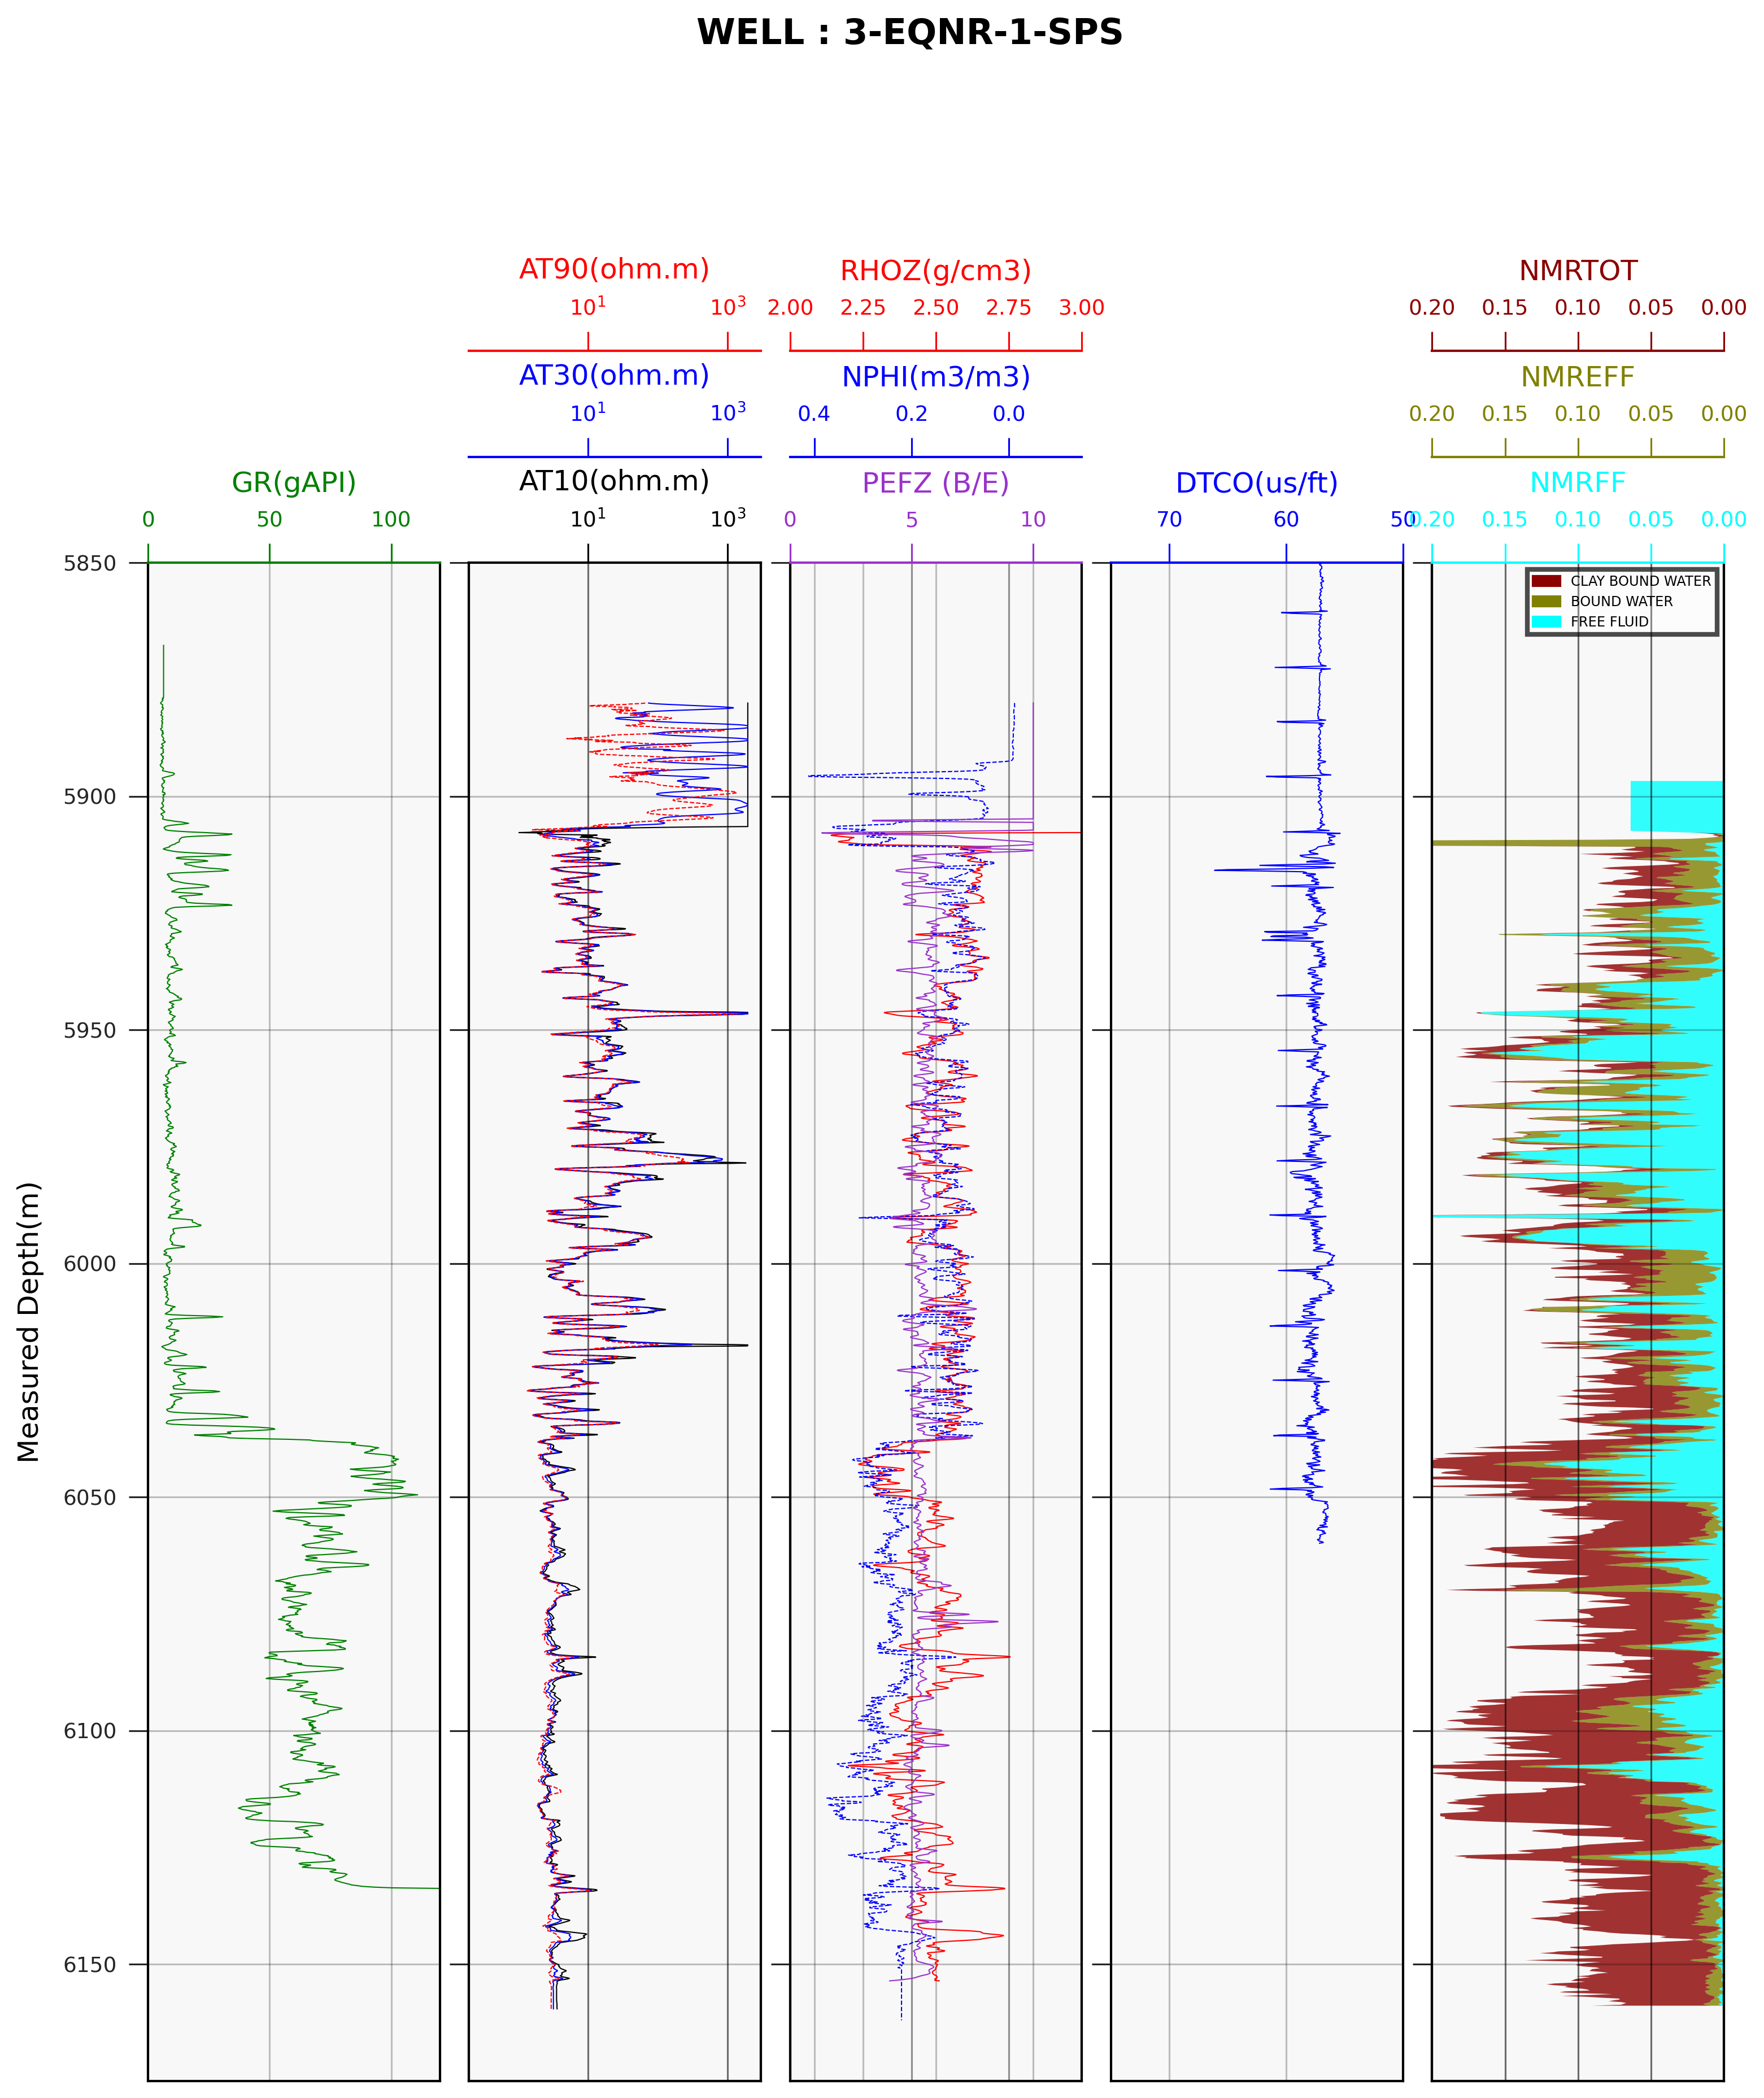 WELL : 3-EQNR-1-SPS
AT90(ohm.m) RHOZ(g/cm3) NMRTOT
10¹ 10³ 2.00 2.25 2.50 2.75 3.00 0.20 0.15 0.10 0.05 0.00
AT30(ohm.m) NPHI(m3/m3) NMREFF
10¹ 10³ 0.4 0.2 0.0 0.20 0.15 0.10 0.05 0.00
GR(gAPI) AT10(ohm.m) PEFZ (B/E) DTCO(us/ft) NMRFF
0 50 100 10¹ 10³ 0 5 10 70 60 50 0.20 0.15 0.10 0.05 0.00
5850
CLAY BOUND WATER
BOUND WATER
FREE FLUID
5900
5950
Measured Depth(m)
6000
6050
6100
6150